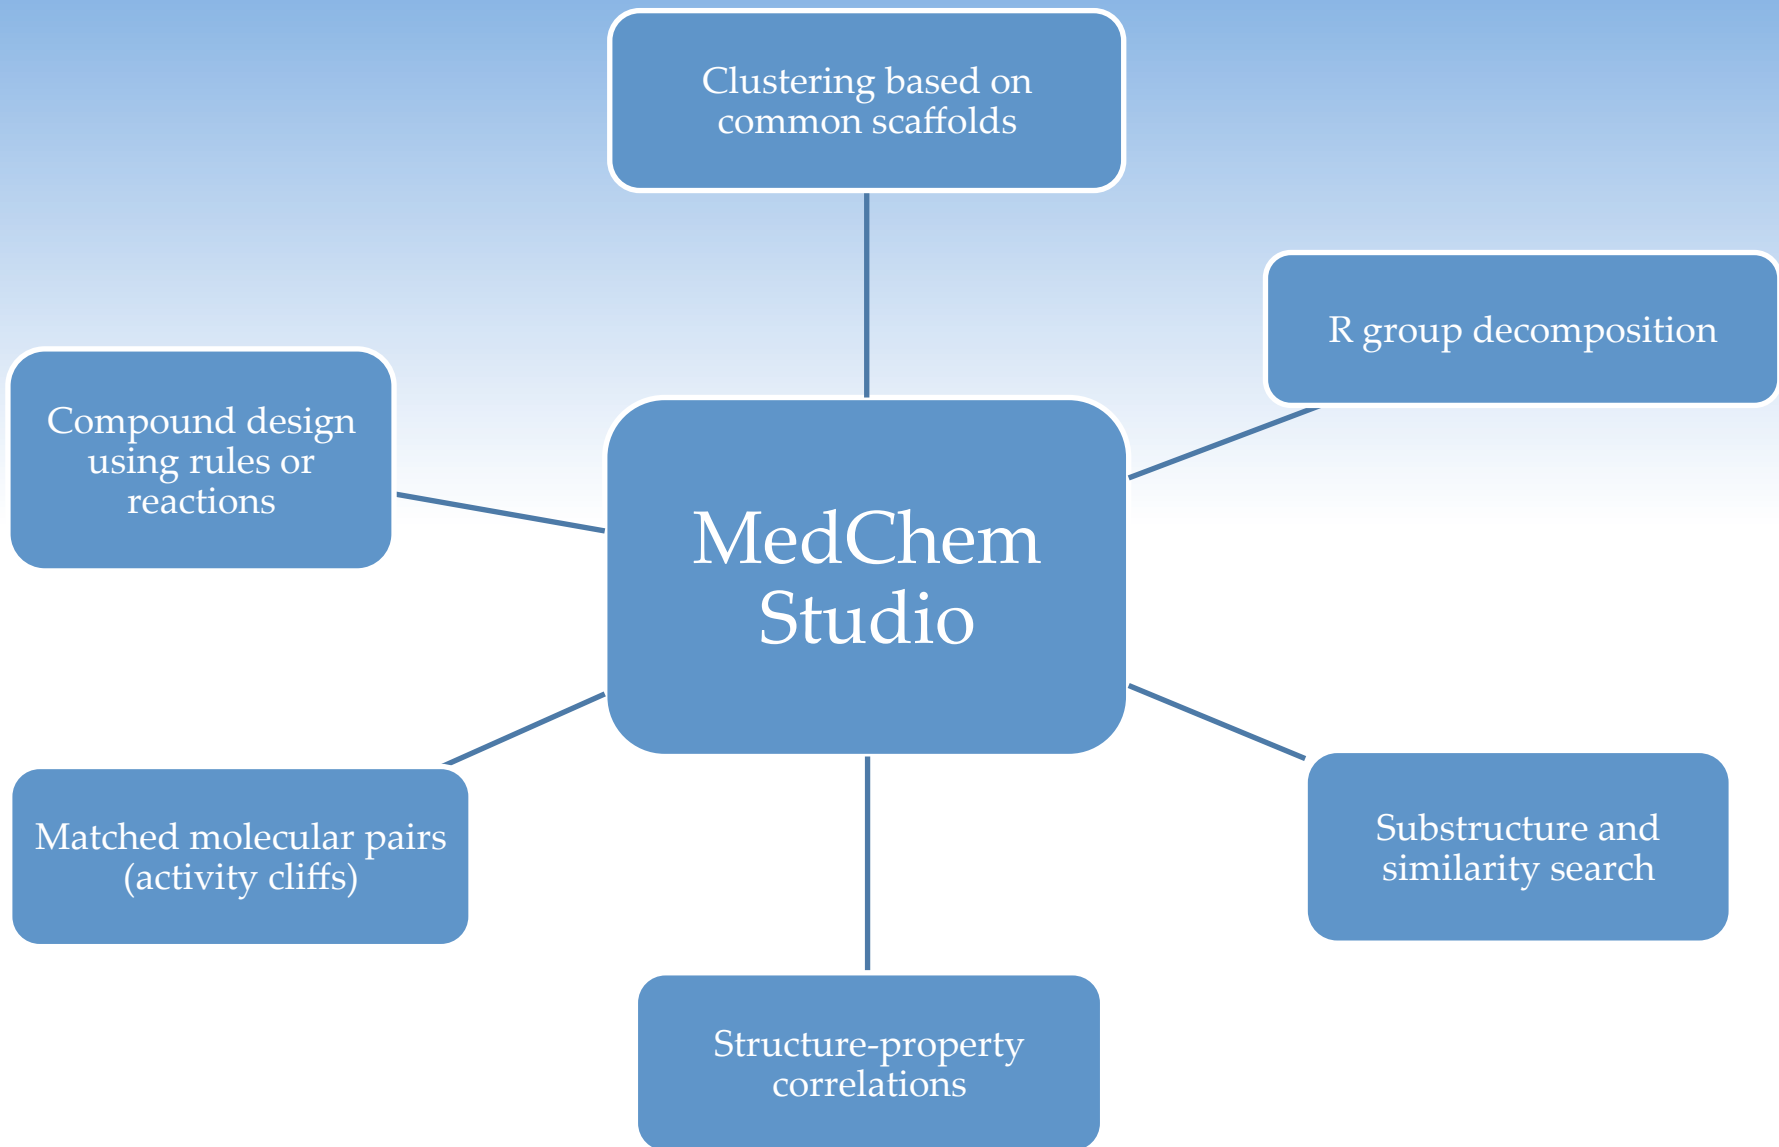 Clustering based on
common scaffolds
R group decomposition
Compound design
using rules or
reactions
MedChem
Studio
Matched molecular pairs
(activity cliffs)
Substructure and
similarity search
Structure-property
correlations